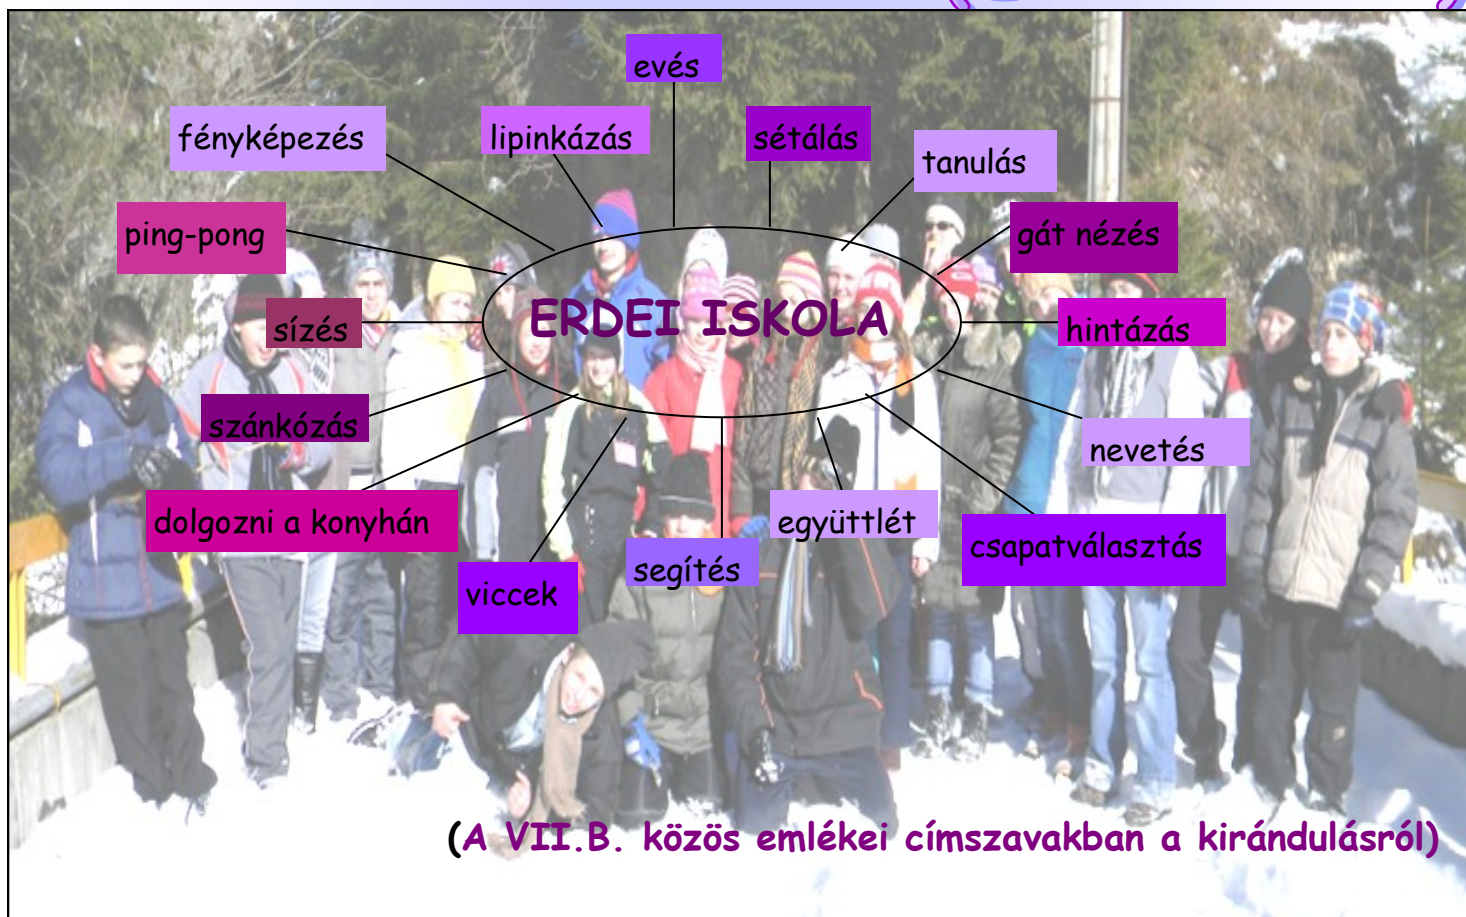 evés
fényképezés
lipinkázás
sétálás
tanulás
ping-pong
gát nézés
ERDEI ISKOLA
sízés
hintázás
szánkózás
nevetés
dolgozni a konyhán
együttlét
csapatválasztás
segítés
viccek
(A VII.B. közös emlékei címszavakban a kirándulásról)